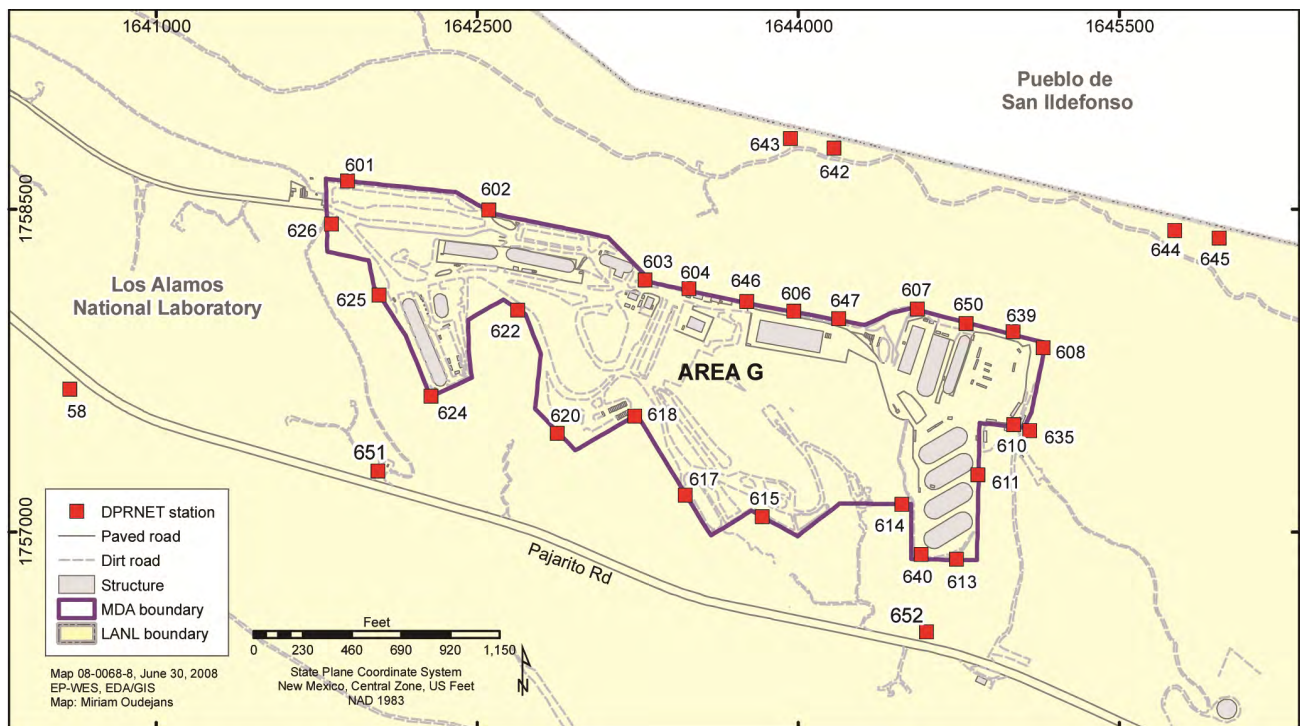 1641000
1642500
1644000
1645500
Pueblo de
San Ildefonso
643
642
601
602
1758500
626
644
645
603
604
646
606
647
607
650
639
608
Los Alamos
National Laboratory
625
622
AREA G
58
624
620
618
610
635
651
617
615
611
614
1757000
640
613
Pajarito Rd
652
DPRNET station
Paved road
Dirt road
Structure
MDA boundary
LANL boundary
Feet
0 230 460 690 920 1,150
State Plane Coordinate System
New Mexico, Central Zone, US Feet
NAD 1983
N
Map 08-0068-8, June 30, 2008
EP-WES, EDA/GIS
Map: Miriam Oudejans